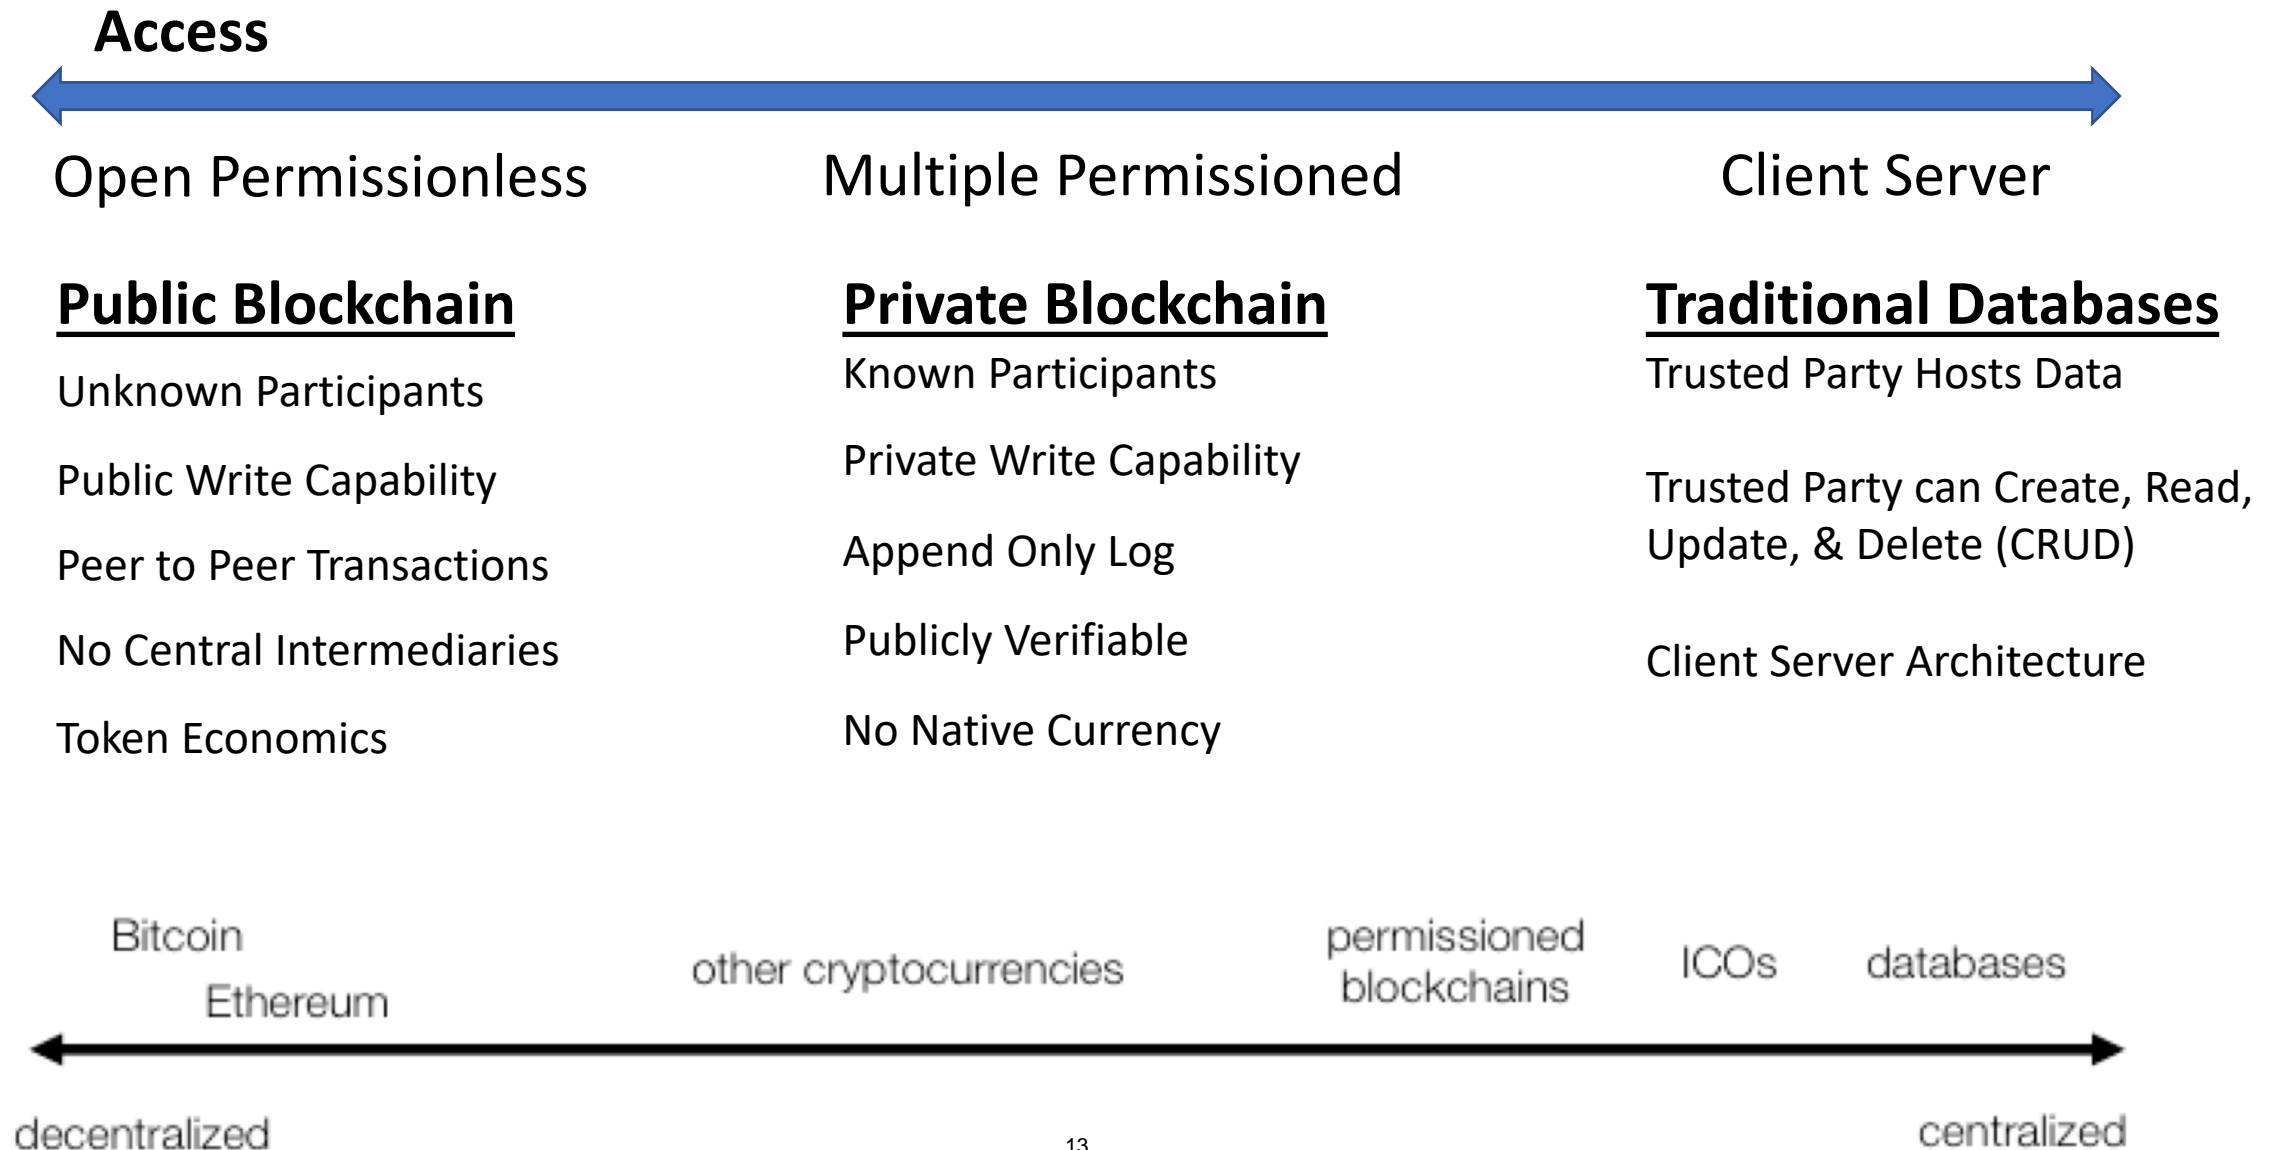 Access
Open Permissionless
Multiple Permissioned
Client Server
Public Blockchain
Unknown Participants
Public Write Capability
Peer to Peer Transactions
No Central Intermediaries
Token Economics
Private Blockchain
Known Participants
Private Write Capability
Append Only Log
Publicly Verifiable
No Native Currency
Traditional Databases
Trusted Party Hosts Data
Trusted Party can Create, Read,
Update, & Delete (CRUD)
Client Server Architecture
Bitcoin
Ethereum
other cryptocurrencies
permissioned
blockchains
ICOs
databases
decentralized
centralized
13